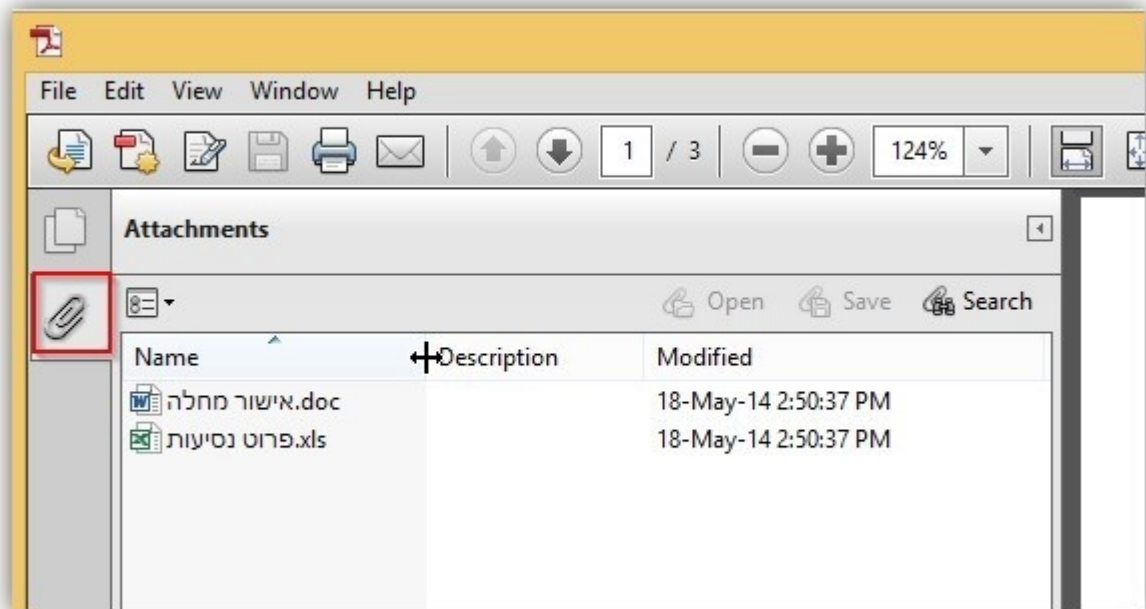 File Edit View Window Help
1 / 3 124%
Attachments
Open Save Search
Name Description Modified
אישור מחלה.doc 18-May-14 2:50:37 PM
פרוט נסיעות.xls 18-May-14 2:50:37 PM